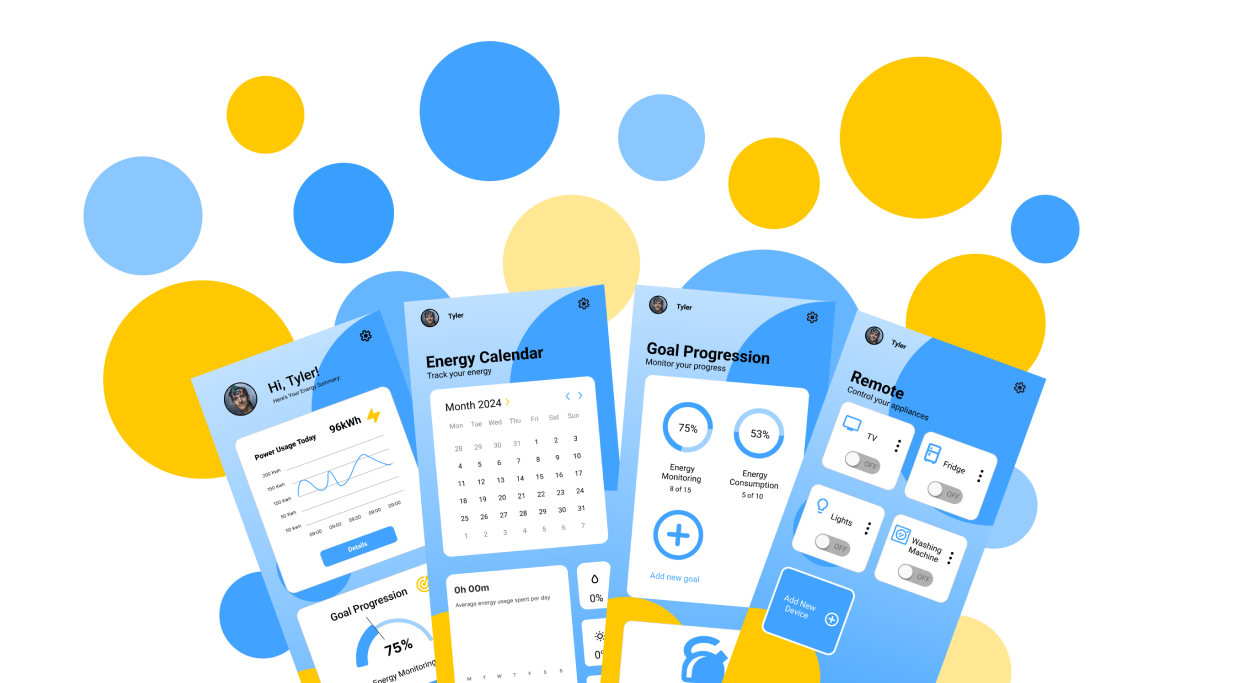 Hi, Tyler!
Here's Your Energy Summary:
Power Usage Today
96kWh
200 Kwh
150 Kwh
100 Kwh
50 Kwh
50 Kwh
09:00 09:00 09:00 09:00 09:00
Details
Goal Progression
75%
Energy Monitoring
Tyler
Energy Calendar
Track your energy
Month 2024
Mon Tue Wed Thu Fri Sat Sun
28 29 30 31 1 2 3
4 5 6 7 8 9 10
11 12 13 14 15 16 17
18 19 20 21 22 23 24
25 26 27 28 29 30 31
1 2 3 4 5 6 7
0h 00m
Average energy usage spent per day
M T W T F S S
0%
0%
Tyler
Goal Progression
Monitor your progress
75%
53%
Energy
Monitoring
8 of 15
Energy
Consumption
5 of 10
Add new goal
Tyler
Remote
Control your appliances
TV
OFF
Fridge
OFF
Lights
OFF
Washing
Machine
OFF
Add New
Device